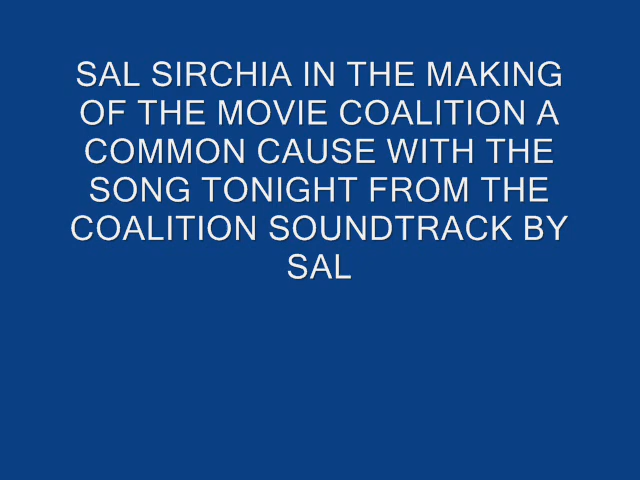 SAL SIRCHIA IN THE MAKING
OF THE MOVIE COALITION A
COMMON CAUSE WITH THE
SONG TONIGHT FROM THE
COALITION SOUNDTRACK BY
SAL